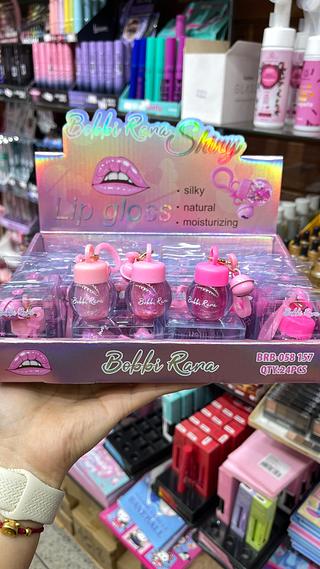 Bobbi Rara Shiny
Lip gloss
• silky
• natural
• moisturizing
Bobbi Rara
Bobbi Rara
Bobbi Rara
Bobbi Rara
BRB-058 157
QTY:24PCS